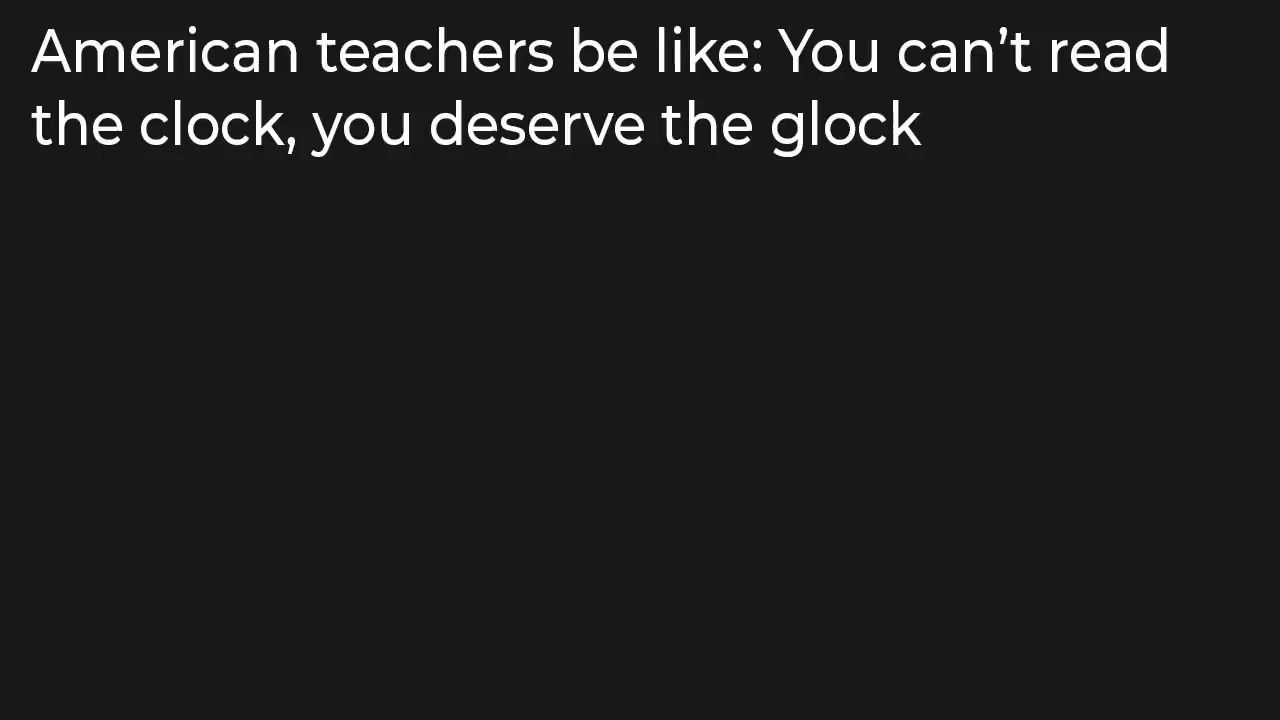 American teachers be like: You can’t read
the clock, you deserve the glock